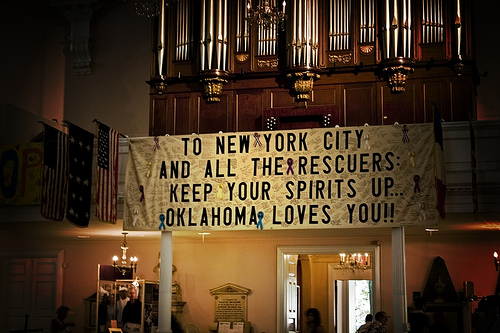 TO NEW YORK CITY
AND ALL THE RESCUERS:
KEEP YOUR SPIRITS UP...
OKLAHOMA LOVES YOU!!